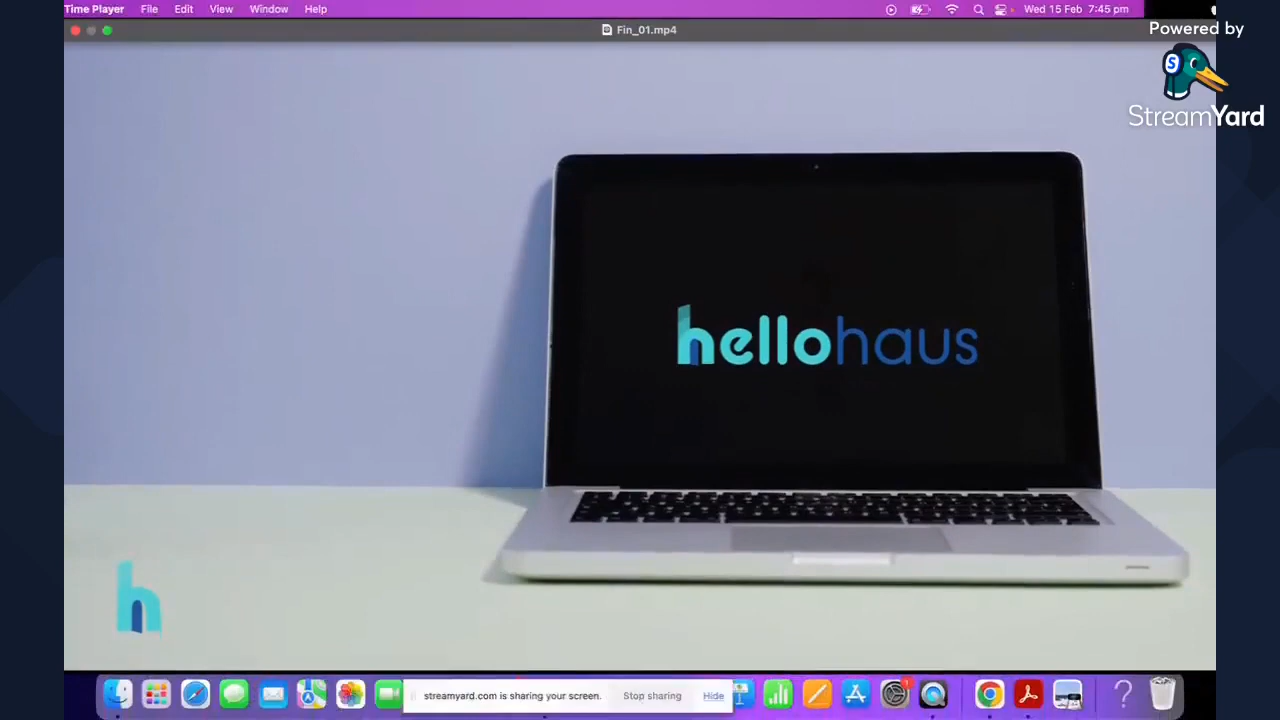 Time Player File Edit View Window Help Wed 15 Feb 7:45 pm
Fin_01.mp4
Powered by
S
StreamYard
hellohaus
h
streamyard.com is sharing your screen. Stop sharing Hide
1